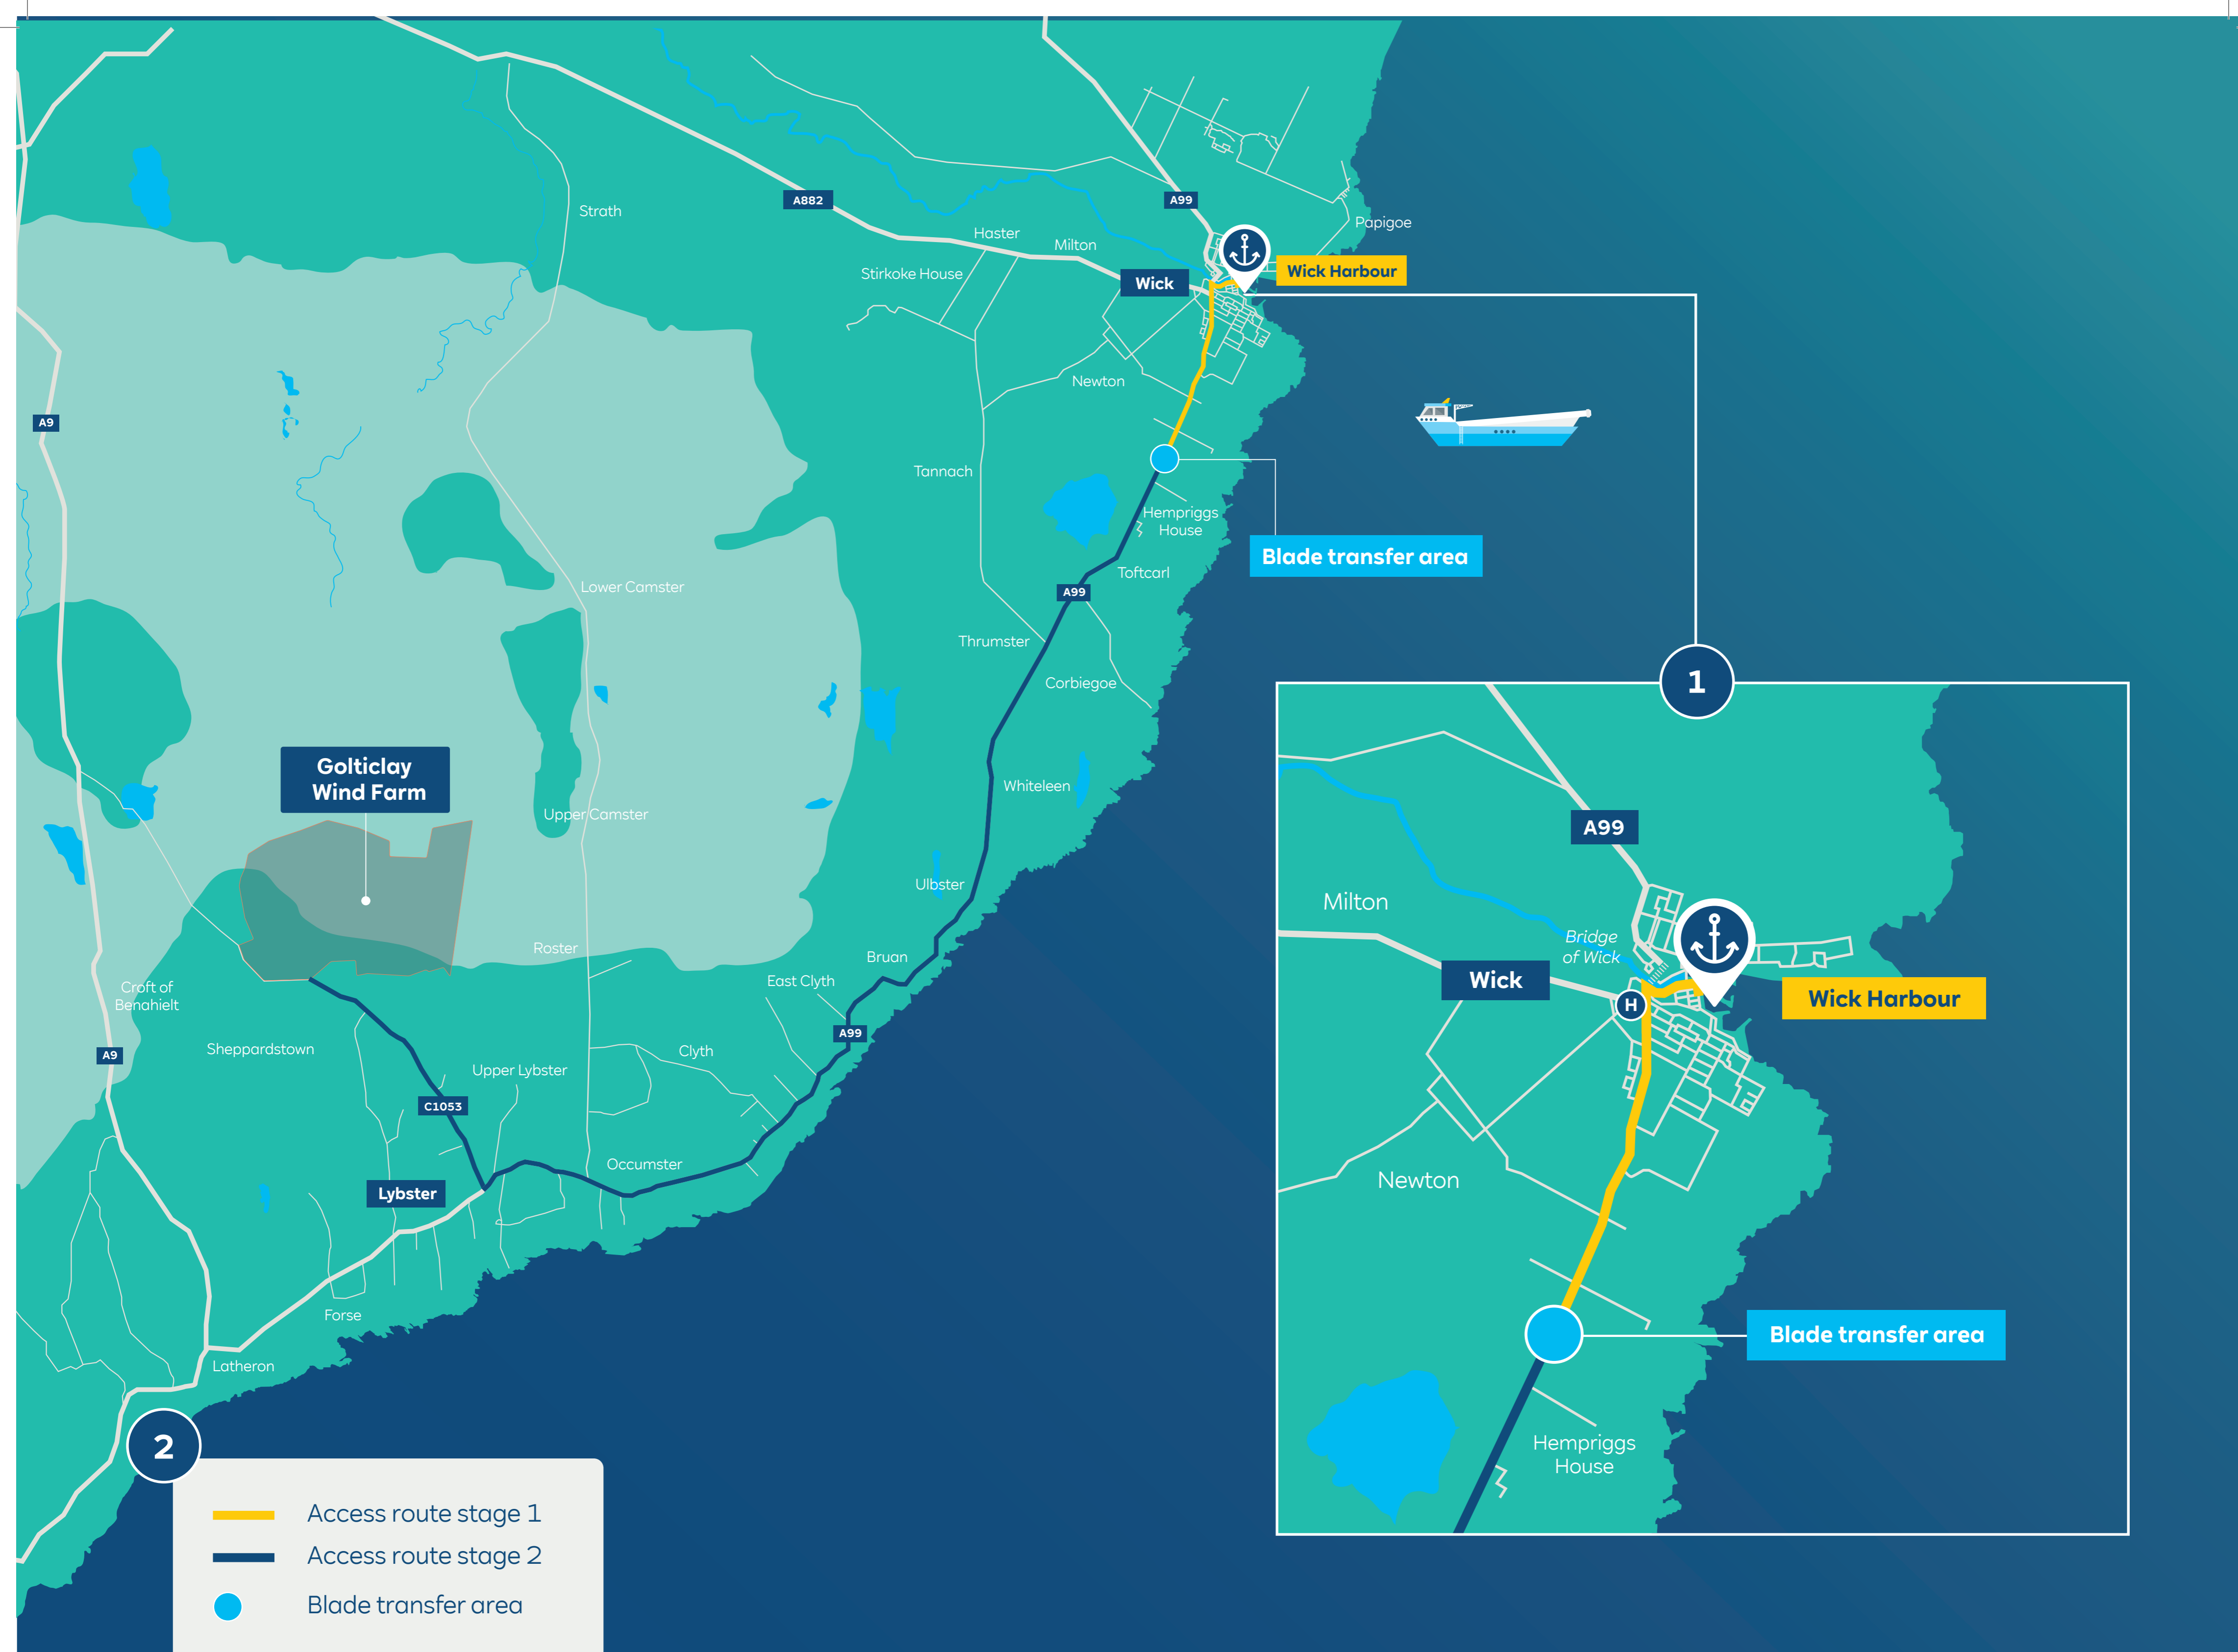 Strath
A882
A99
Papigoe
Haster
Milton
Stirkoke House
Wick
Wick Harbour
Newton
A9
Tannach
Hempriggs
House
Blade transfer area
Toftcarl
Lower Camster
A99
Thrumster
Corbiegoe
Golticlay
Wind Farm
Whiteleen
Upper Camster
Ulbster
Roster
Bruan
East Clyth
Croft of
Benahielt
A99
Sheppardstown
A9
Clyth
Upper Lybster
C1053
Occumster
Lybster
Forse
Latheron
1
A99
Milton
Bridge
of Wick
Wick
H
Wick Harbour
Newton
Blade transfer area
Hempriggs
House
2
Access route stage 1
Access route stage 2
Blade transfer area